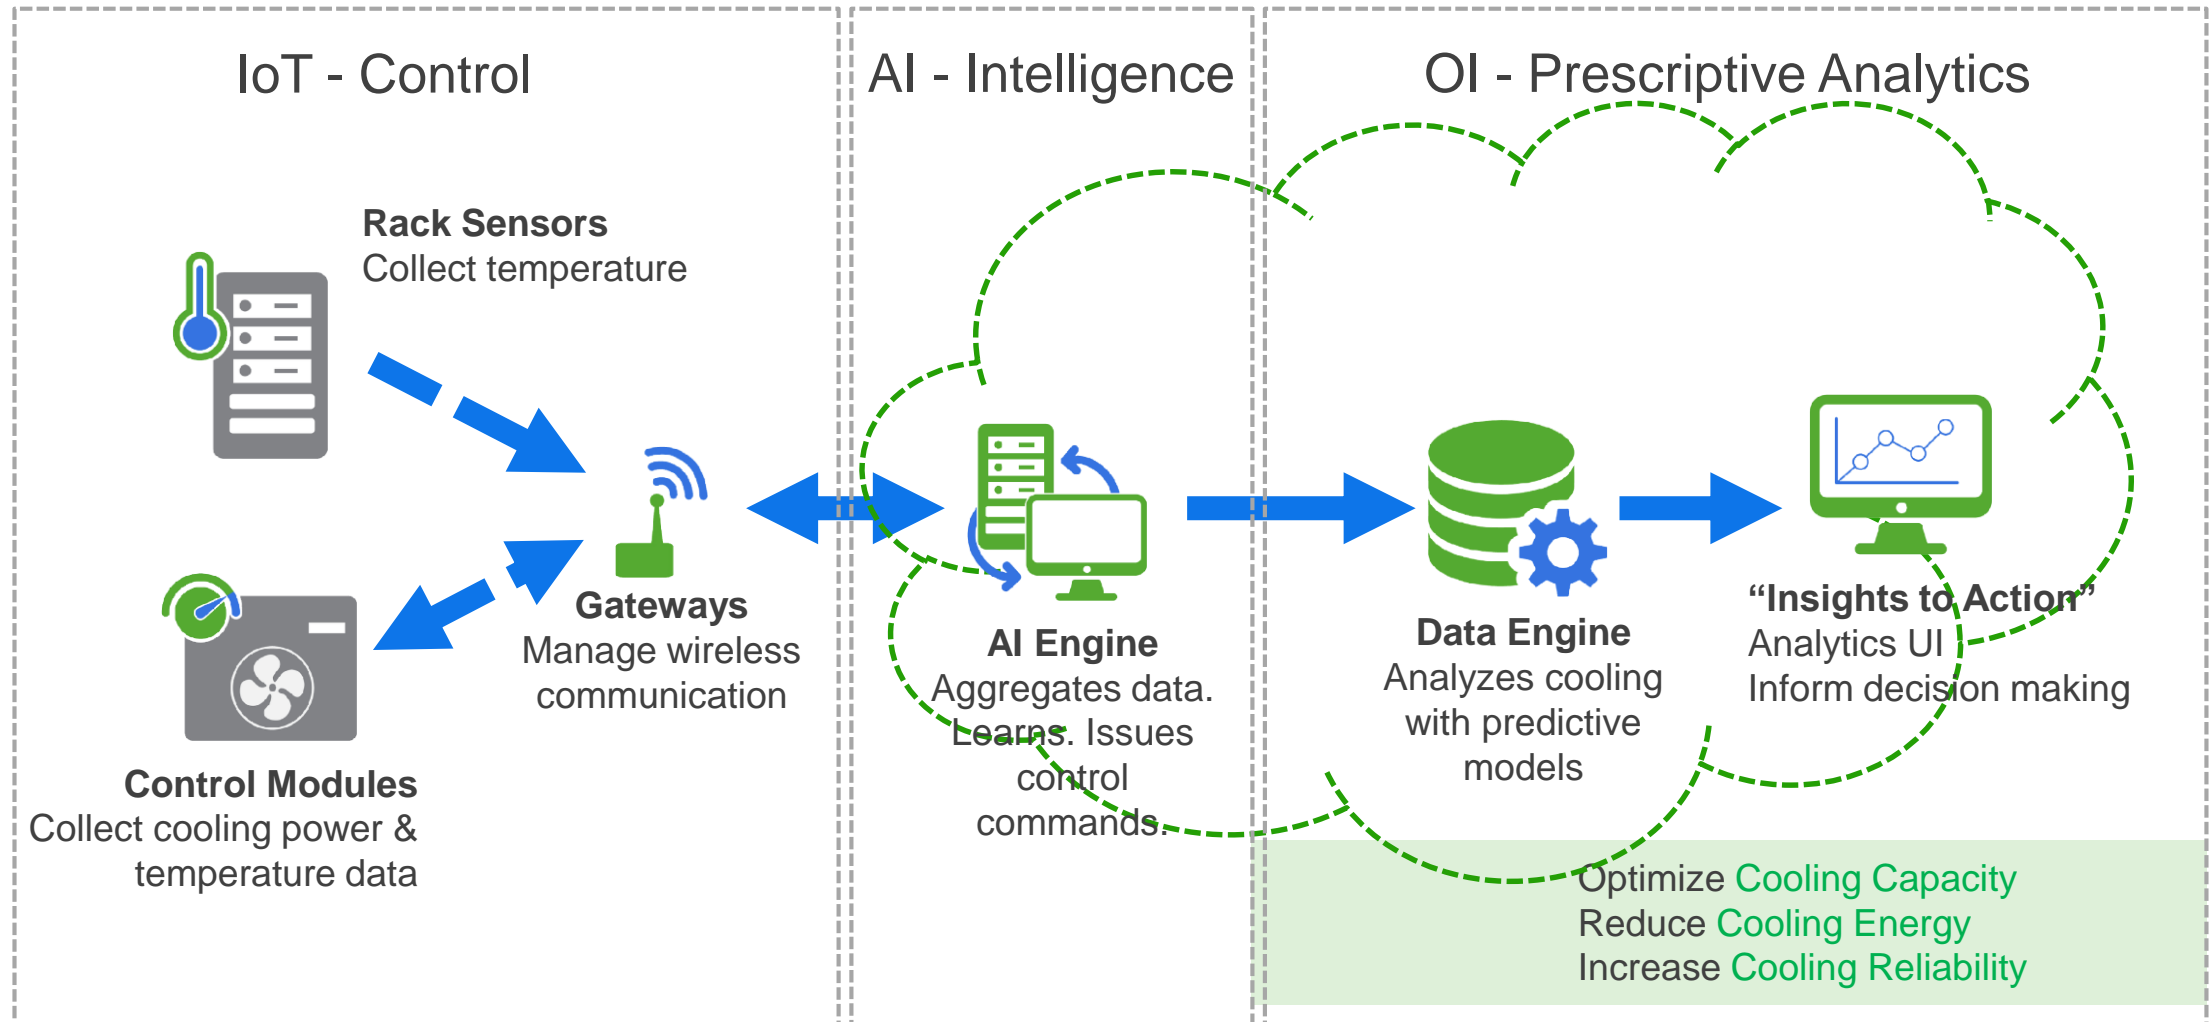 IoT - Control
AI - Intelligence
OI - Prescriptive Analytics
Rack Sensors
Collect temperature
Gateways
Manage wireless
communication
Control Modules
Collect cooling power &
temperature data
AI Engine
Aggregates data.
Learns. Issues
control
commands.
Data Engine
Analyzes cooling
with predictive
models
“Insights to Action”
Analytics UI
Inform decision making
Optimize Cooling Capacity
Reduce Cooling Energy
Increase Cooling Reliability